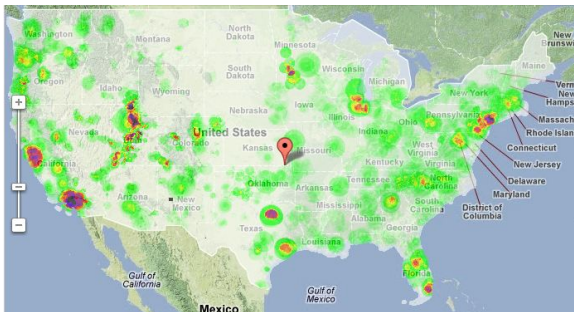 Washington
Montana
North
Dakota
Minnesota
South
Dakota
Wisconsin
Michigan
Maine
New
Brunsw
Oregon
Idaho
Wyoming
Iowa
New York
Verm
New
Hamps
Nebraska
Illinois
Indiana
Ohio
Pennsylvania
Massach
Rhode Islan
Connecticut
Nevada
Utah
Colorado
United States
Kansas
Missouri
West
Virginia
Virginia
Kentucky
New Jersey
Delaware
Maryland
District of
Columbia
California
Arizona
New
Mexico
Oklahoma
Arkansas
Tennessee
North
Carolina
South
Carolina
Mississippi
Alabama
Georgia
Texas
Louisiana
Florida
Gulf of
California
Gulf of
Mexico
Mexico